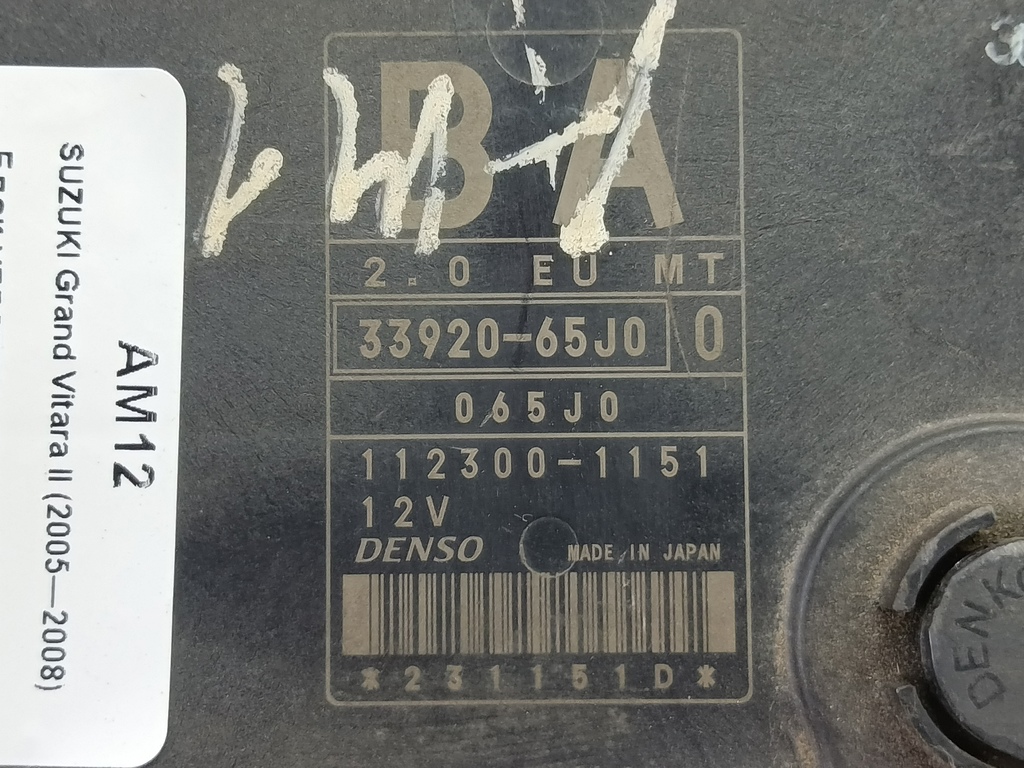 BA
2.0 EU MT
33920-65J0 0
065J0
112300-1151
12V
DENSO MADE IN JAPAN
*231151D*
AM12
SUZUKI Grand Vitara II (2005—2008)